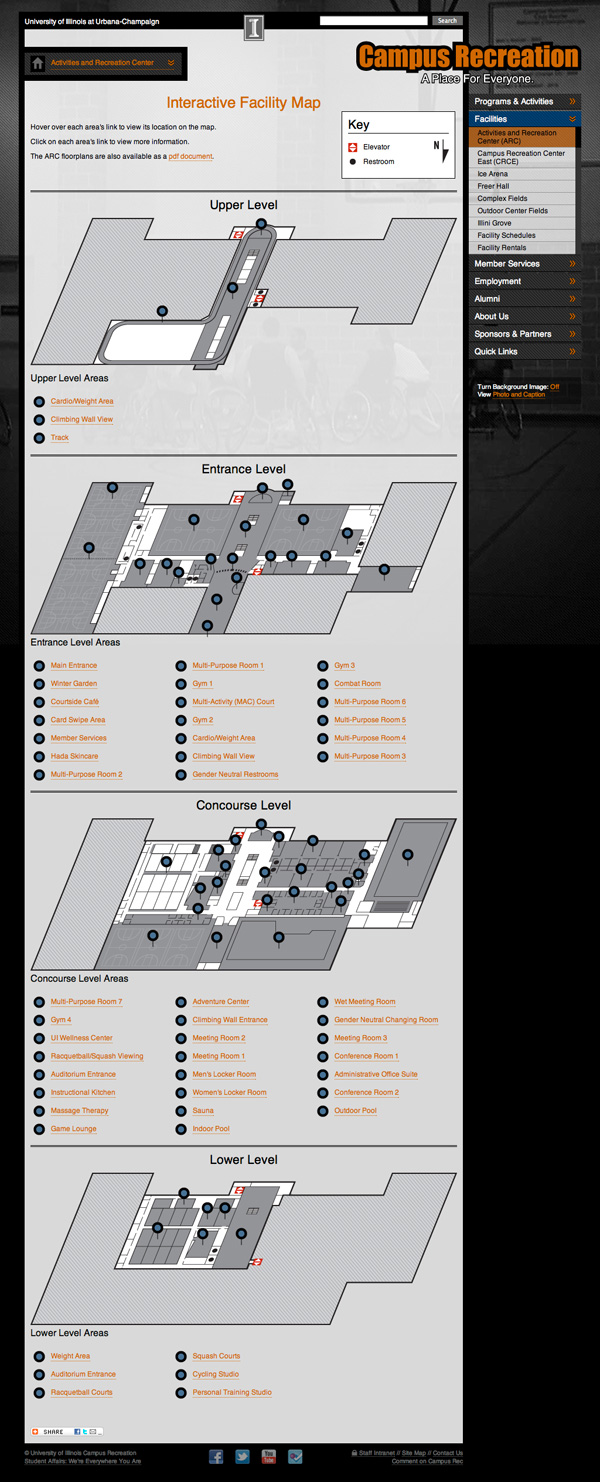 University of Illinois at Urbana-Champaign
I
Search
Activities and Recreation Center
Campus Recreation
A Place For Everyone.
Interactive Facility Map
Hover over each area's link to view its location on the map.
Click on each area's link to view more information.
The ARC floorplans are also available as a pdf document.
Key
Elevator
Restroom
N
Programs & Activities
Facilities
Activities and Recreation
Center (ARC)
Campus Recreation Center
East (CRCE)
Ice Arena
Freer Hall
Complex Fields
Outdoor Center Fields
Illini Grove
Facility Schedules
Facility Rentals
Member Services
Employment
Alumni
About Us
Sponsors & Partners
Quick Links
Turn Background Image: Off
View Photo and Caption
Upper Level
Upper Level Areas
Cardio/Weight Area
Climbing Wall View
Track
Entrance Level
Entrance Level Areas
Main Entrance
Winter Garden
Courtside Café
Card Swipe Area
Member Services
Hada Skincare
Multi-Purpose Room 2
Multi-Purpose Room 1
Gym 1
Multi-Activity (MAC) Court
Gym 2
Cardio/Weight Area
Climbing Wall View
Gender Neutral Restrooms
Gym 3
Combat Room
Multi-Purpose Room 6
Multi-Purpose Room 5
Multi-Purpose Room 4
Multi-Purpose Room 3
Concourse Level
Concourse Level Areas
Multi-Purpose Room 7
Gym 4
UI Wellness Center
Racquetball/Squash Viewing
Auditorium Entrance
Instructional Kitchen
Massage Therapy
Game Lounge
Adventure Center
Climbing Wall Entrance
Meeting Room 2
Meeting Room 1
Men's Locker Room
Women's Locker Room
Sauna
Indoor Pool
Wet Meeting Room
Gender Neutral Changing Room
Meeting Room 3
Conference Room 1
Administrative Office Suite
Conference Room 2
Outdoor Pool
Lower Level
Lower Level Areas
Weight Area
Auditorium Entrance
Racquetball Courts
Squash Courts
Cycling Studio
Personal Training Studio
SHARE
© University of Illinois Campus Recreation
Student Affairs: We're Everywhere You Are
You Tube
Staff Intranet // Site Map // Contact Us
Comment on Campus Rec